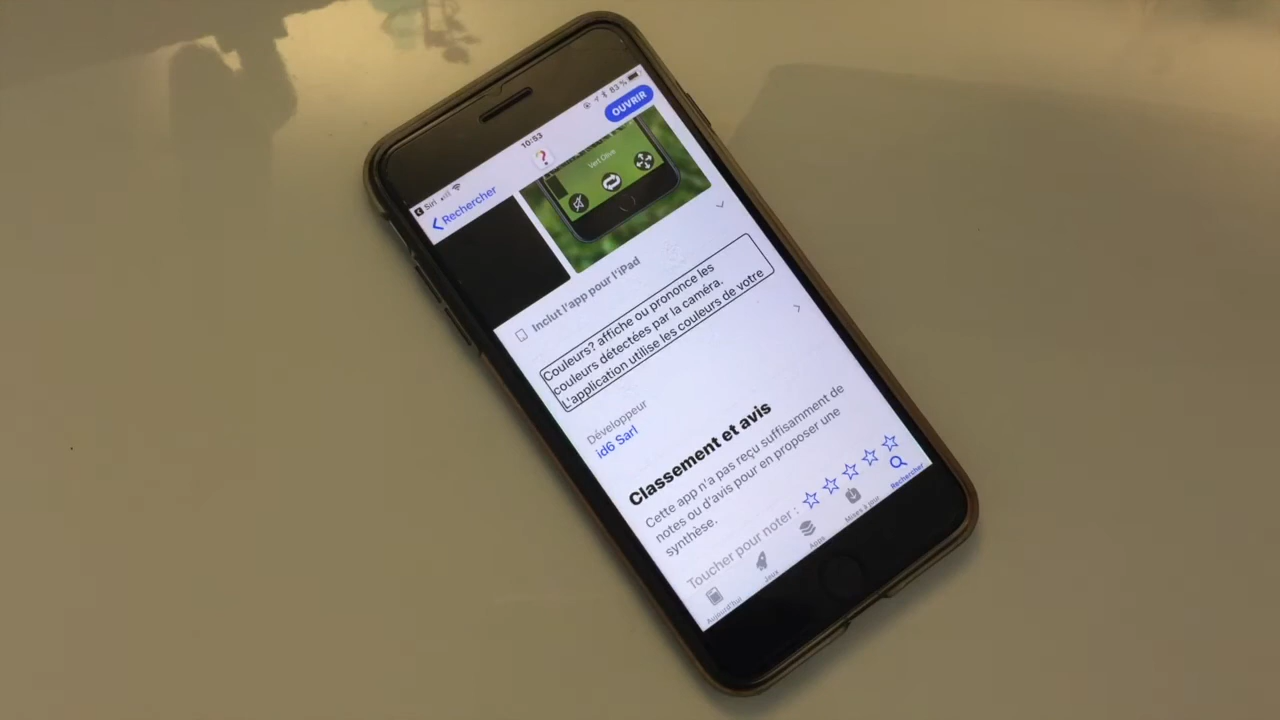 Siri
10:53
83 %
Rechercher
?
OUVRIR
Vert Olive
Inclut l'app pour l'iPad
Couleurs? affiche ou prononce les
couleurs détectées par la caméra.
L'application utilise les couleurs de votre
Développeur
id6 Sarl
Classement et avis
Cette app n'a pas reçu suffisamment de
notes ou d'avis pour en proposer une
synthèse.
Toucher pour noter :
Aujourd'hui
Jeux
Apps
Mises à jour
Rechercher